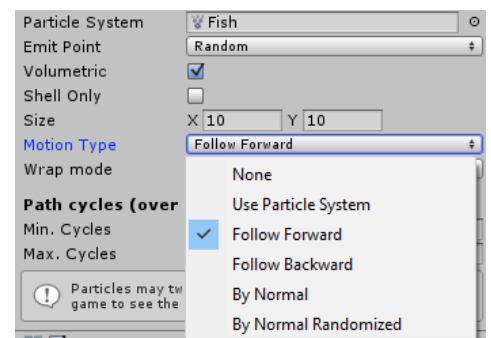 Particle System Fish
Emit Point Random
Volumetric
Shell Only
Size X 10 Y 10
Motion Type Follow Forward
Wrap mode
None
Use Particle System
Path cycles (over
Follow Forward
Min. Cycles
Follow Backward
Max. Cycles
By Normal
Particles may tw
game to see the
By Normal Randomized